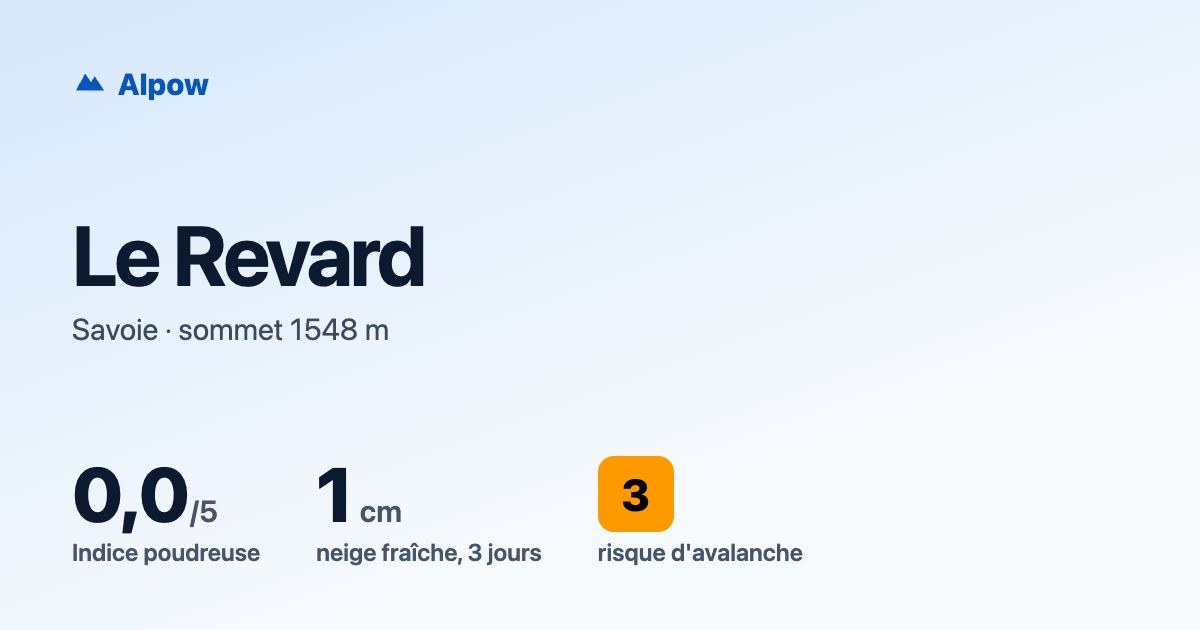 Alpow
Le Revard
Savoie · sommet 1548 m
0,0/5
1 cm
3
Indice poudreuse
neige fraîche, 3 jours
risque d'avalanche